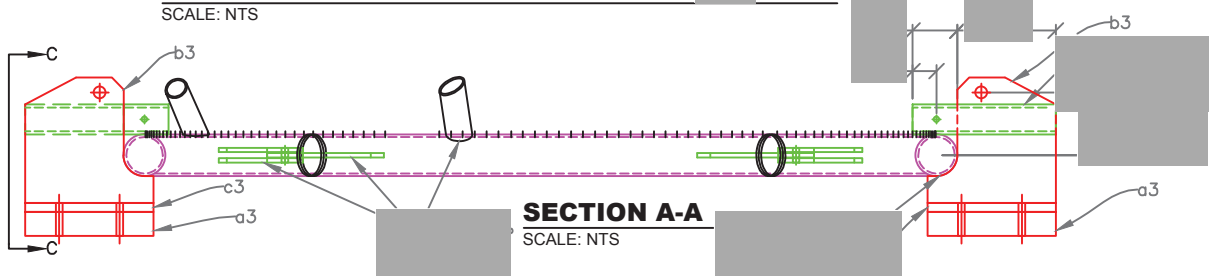 SCALE: NTS
C
b3
b3
c3
a3
a3
C
SECTION A-A
SCALE: NTS